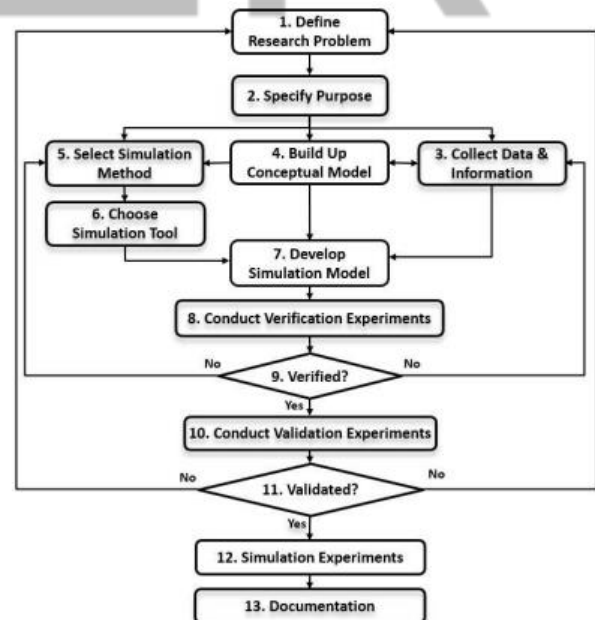 1. Define
Research Problem
2. Specify Purpose
5. Select Simulation
Method
4. Build Up
Conceptual Model
3. Collect Data &
Information
6. Choose
Simulation Tool
7. Develop
Simulation Model
8. Conduct Verification Experiments
No
No
9. Verified?
Yes
10. Conduct Validation Experiments
No
No
11. Validated?
Yes
12. Simulation Experiments
13. Documentation